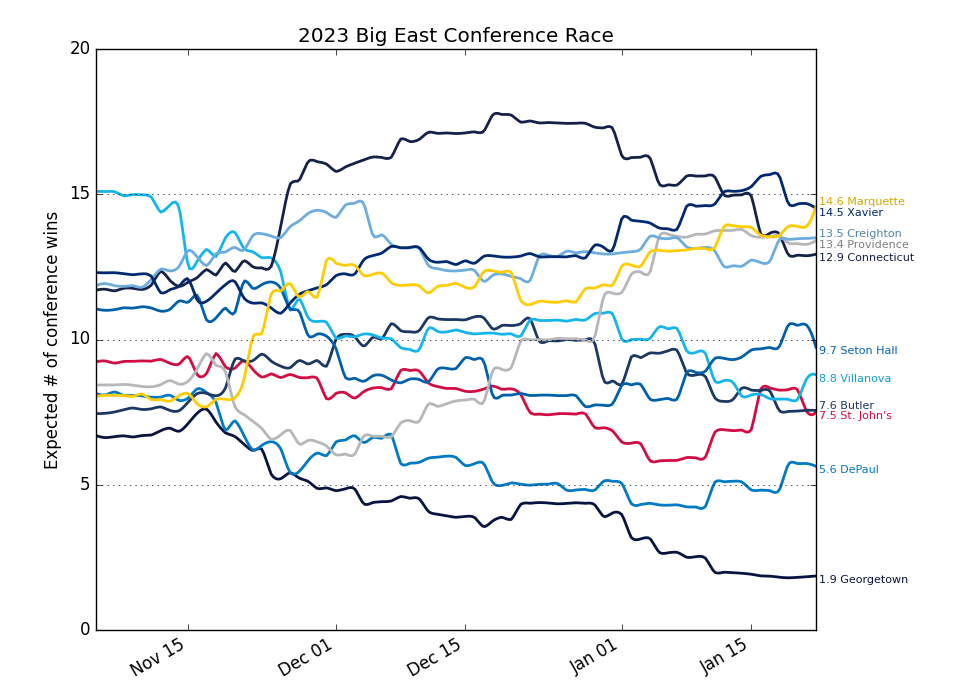 2023 Big East Conference Race
Expected # of conference wins
20
15
10
5
0
14.6 Marquette
14.5 Xavier
13.5 Creighton
13.4 Providence
12.9 Connecticut
9.7 Seton Hall
8.8 Villanova
7.6 Butler
7.5 St. John's
5.6 DePaul
1.9 Georgetown
Nov 15
Dec 01
Dec 15
Jan 01
Jan 15